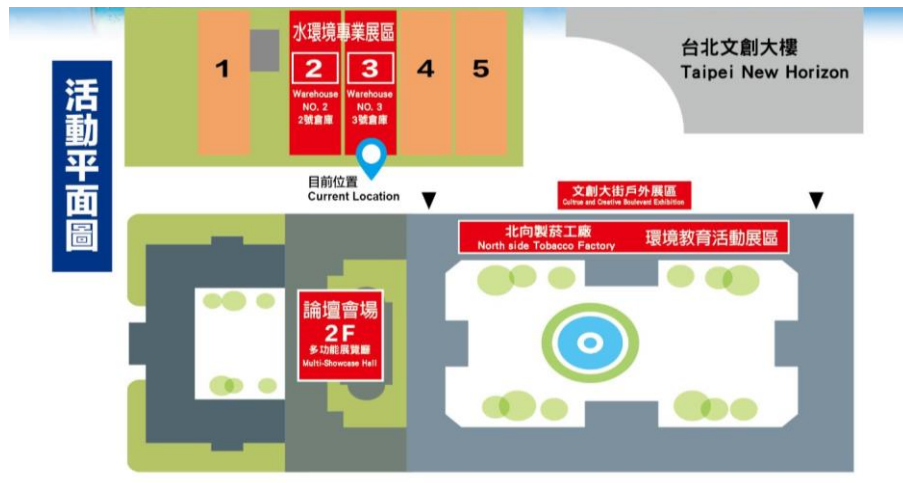 活動平面圖
水環境專業展區
1
2
3
4
5
Warehouse
NO. 2
2號倉庫
Warehouse
NO. 3
3號倉庫
台北文創大樓
Taipei New Horizon
目前位置
Current Location
文創大街戶外展區
Cultrue and Creative Boulevard Exhibition
北向製菸工廠
North side Tobacco Factory
環境教育活動展區
論壇會場
2F
多功能展覽廳
Multi-Showcase Hall